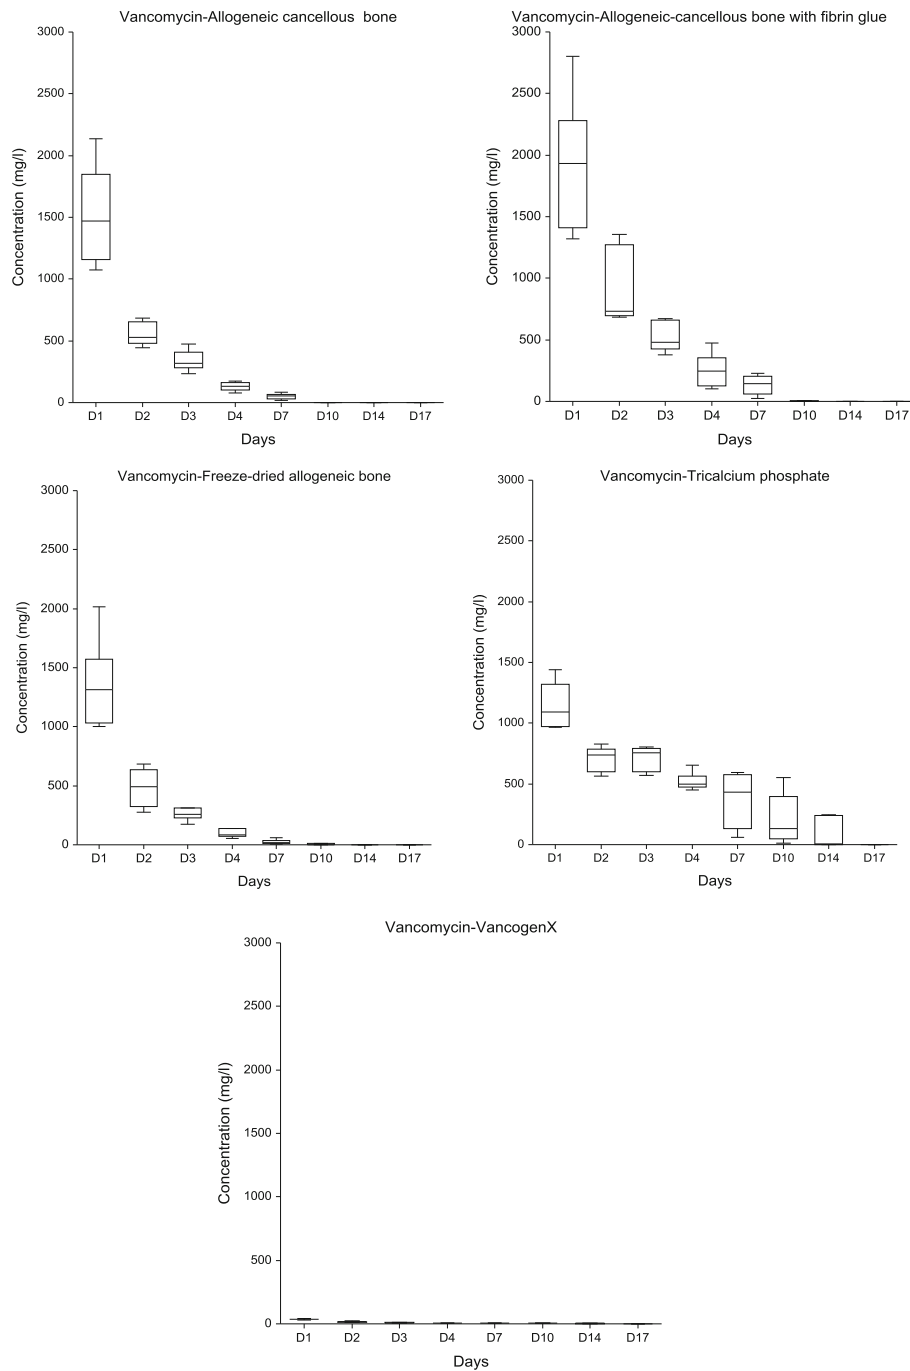 Vancomycin-Allogeneic cancellous bone
3000
2500
2000
1500
1000
500
0
Concentration (mg/l)
D1 D2 D3 D4 D7 D10 D14 D17
Days
Vancomycin-Allogeneic-cancellous bone with fibrin glue
3000
2500
2000
1500
1000
500
0
Concentration (mg/l)
D1 D2 D3 D4 D7 D10 D14 D17
Days
Vancomycin-Freeze-dried allogeneic bone
3000
2500
2000
1500
1000
500
0
Concentration (mg/l)
D1 D2 D3 D4 D7 D10 D14 D17
Days
Vancomycin-Tricalcium phosphate
3000
2500
2000
1500
1000
500
0
Concentration (mg/l)
D1 D2 D3 D4 D7 D10 D14 D17
Days
Vancomycin-VancogenX
3000
2500
2000
1500
1000
500
0
Concentration (mg/l)
D1 D2 D3 D4 D7 D10 D14 D17
Days